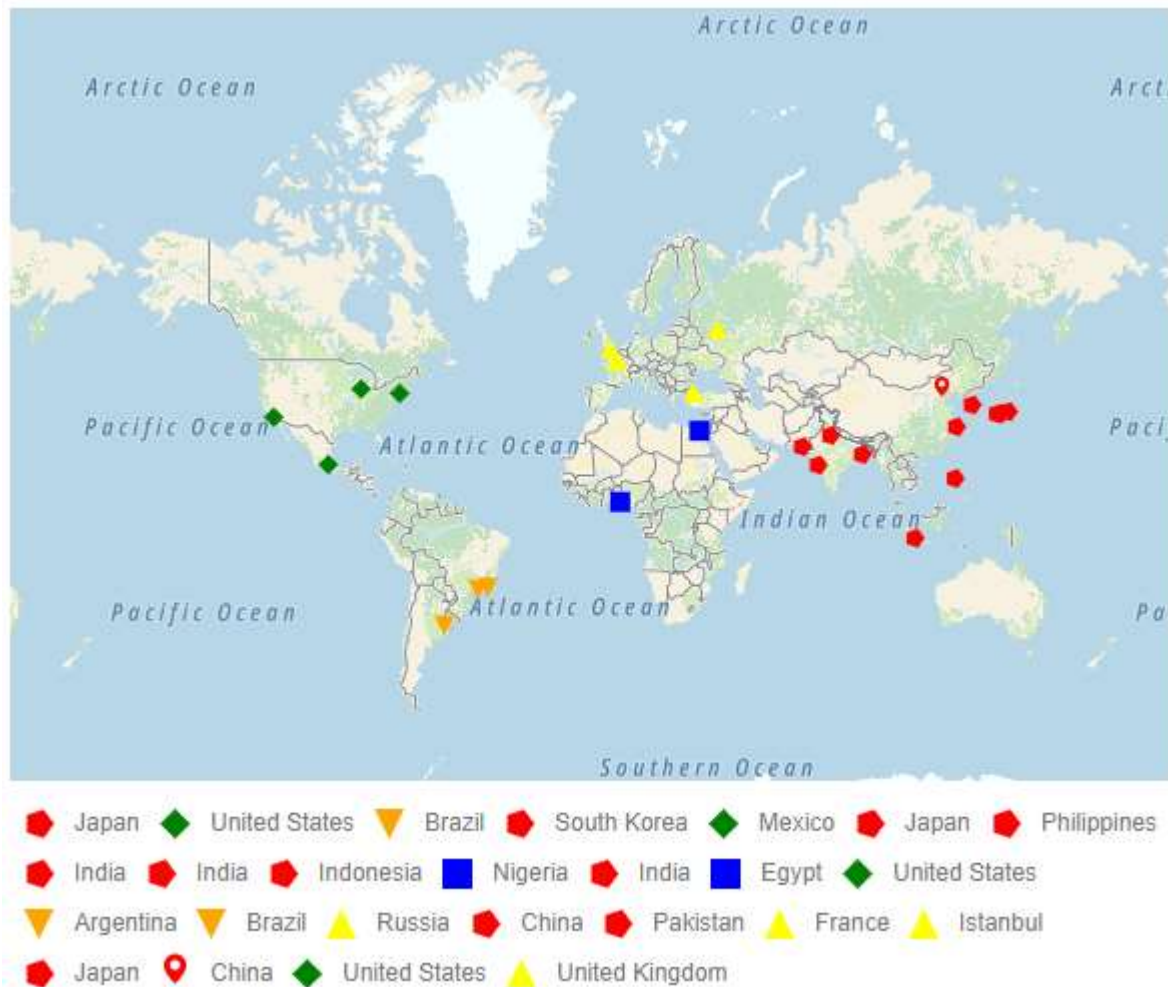 Arctic Ocean
Arctic Ocean
Arct
Pacific Ocean
Atlantic Ocean
Paci
Indian Ocean
Pacific Ocean
Atlantic Ocean
Pa
Southern Ocean
Japan United States Brazil South Korea Mexico Japan Philippines
India India Indonesia Nigeria India Egypt United States
Argentina Brazil Russia China Pakistan France Istanbul
Japan China United States United Kingdom